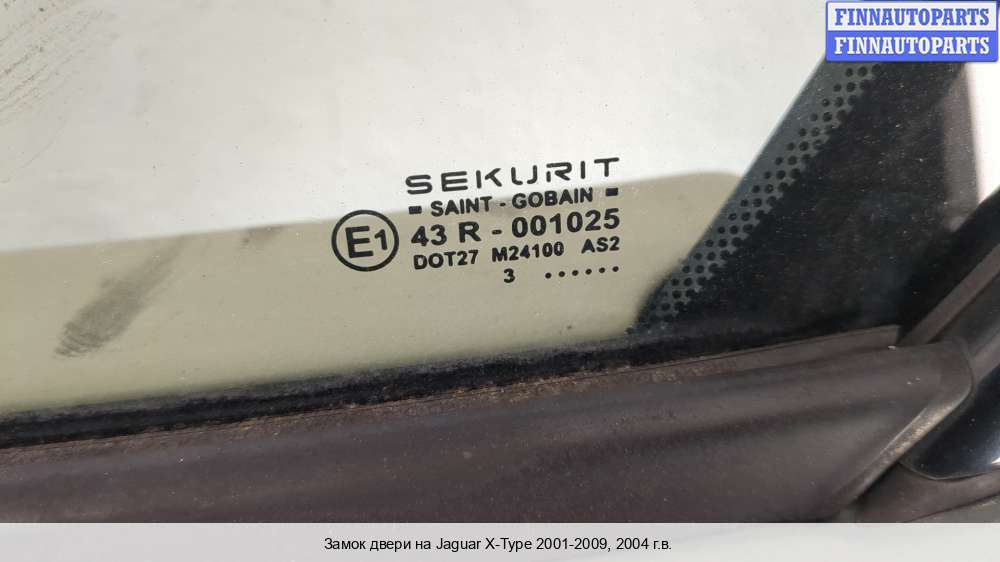 FINNAUTOPARTS
FINNAUTOPARTS
SEKURIT
SAINT - GOBAIN
E1
43 R - 001025
DOT27 M24100 AS2
3 ......
Замок двери на Jaguar X-Type 2001-2009, 2004 г.в.